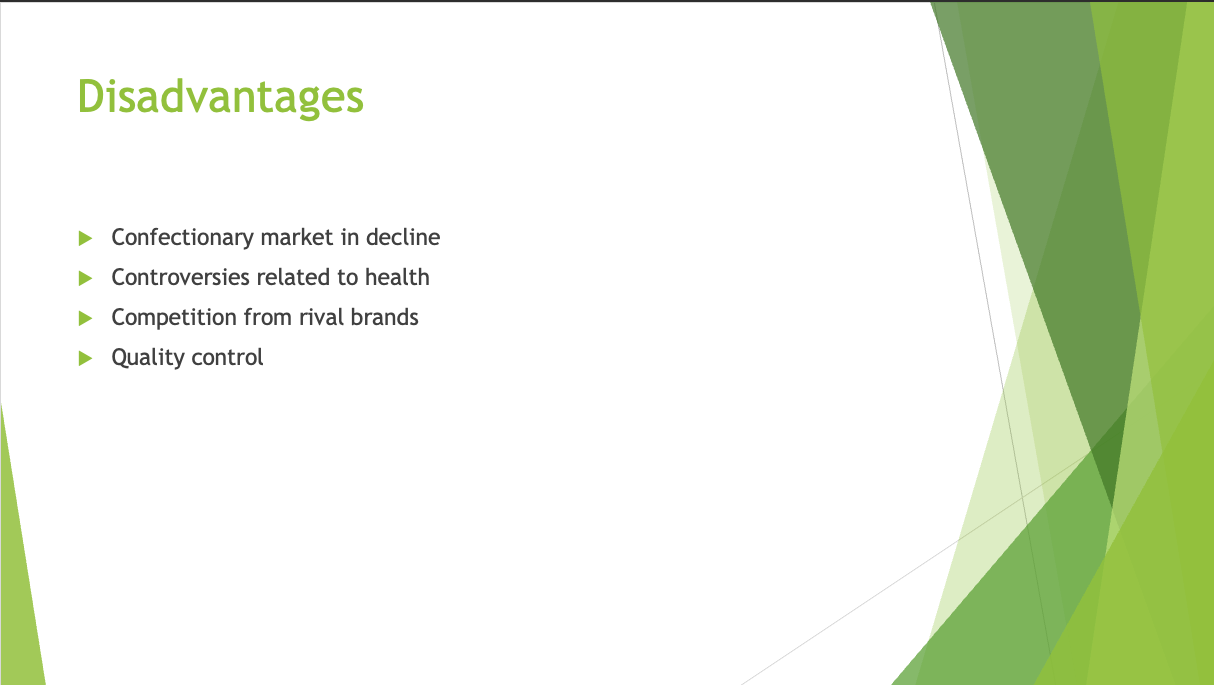 Disadvantages
Confectionary market in decline
Controversies related to health
Competition from rival brands
Quality control